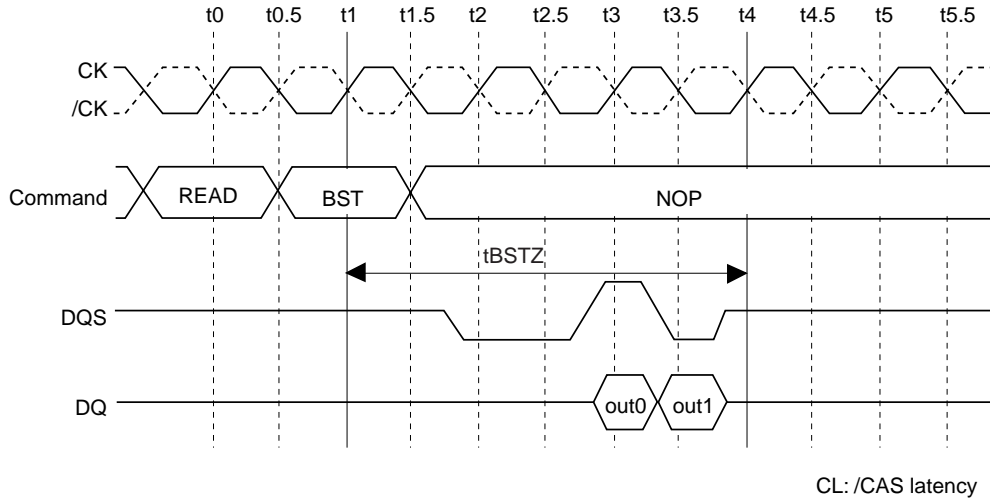 t0 t0.5 t1 t1.5 t2 t2.5 t3 t3.5 t4 t4.5 t5 t5.5
CK
/CK
Command READ BST NOP
tBSTZ
DQS
DQ out0 out1
CL: /CAS latency